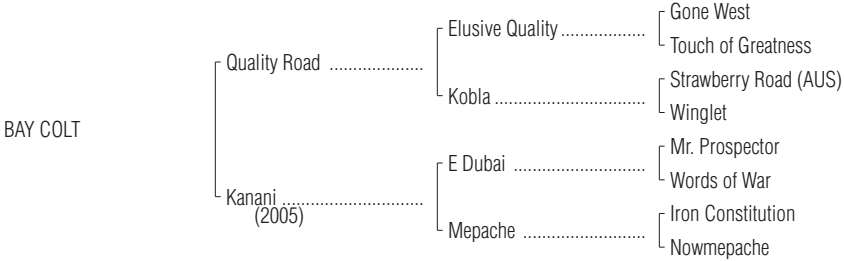 Gone West
Elusive Quality ....................
Touch of Greatness
Quality Road ......................
Strawberry Road (AUS)
Kobla ....................................
Winglet
BAY COLT
Mr. Prospector
E Dubai ................................
Words of War
Kanani ..................................
(2005)
Iron Constitution
Mepache ..............................
Nowmepache